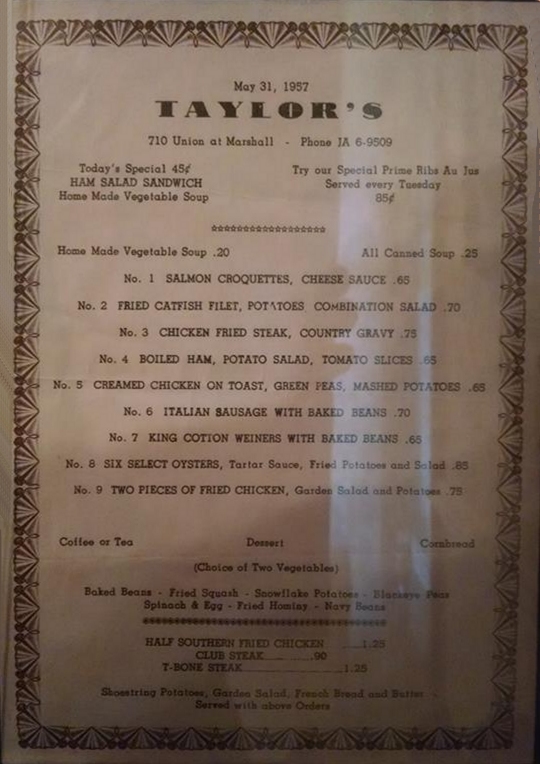 May 31, 1957
TAYLOR'S
710 Union at Marshall - Phone JA 6-9509
Today's Special 45¢
HAM SALAD SANDWICH
Home Made Vegetable Soup
Try our Special Prime Ribs Au Jus
Served every Tuesday
85¢
Home Made Vegetable Soup .20
All Canned Soup .25
No. 1 SALMON CROQUETTES, CHEESE SAUCE .65
No. 2 FRIED CATFISH FILET, POTATOES COMBINATION SALAD .70
No. 3 CHICKEN FRIED STEAK, COUNTRY GRAVY .75
No. 4 BOILED HAM, POTATO SALAD, TOMATO SLICES .65
No. 5 CREAMED CHICKEN ON TOAST, GREEN PEAS, MASHED POTATOES .65
No. 6 ITALIAN SAUSAGE WITH BAKED BEANS .70
No. 7 KING COTTON WEINERS WITH BAKED BEANS .65
No. 8 SIX SELECT OYSTERS, Tartar Sauce, Fried Potatoes and Salad .85
No. 9 TWO PIECES OF FRIED CHICKEN, Garden Salad and Potatoes .75
Coffee or Tea Dessert Cornbread
(Choice of Two Vegetables)
Baked Beans - Fried Squash - Snowflake Potatoes - Blackeye Peas
Spinach & Egg - Fried Hominy - Navy Beans
HALF SOUTHERN FRIED CHICKEN 1.25
CLUB STEAK .90
T-BONE STEAK 1.25
Shoestring Potatoes, Garden Salad, French Bread and Butter -
Served with above Orders